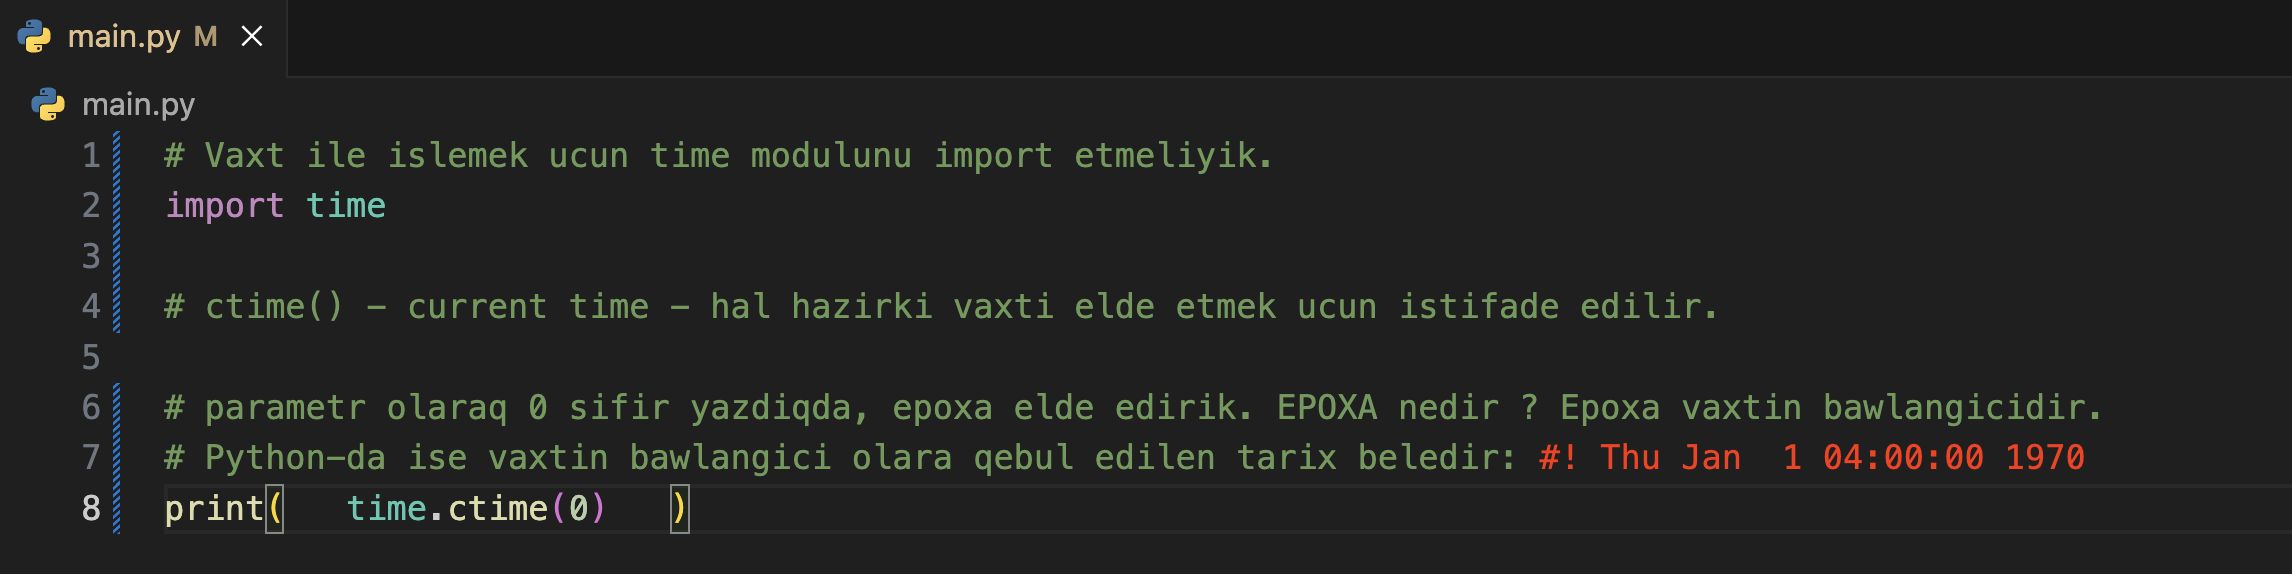 main.py M
main.py
1 # Vaxt ile islemek ucun time modulunu import etmeliyik.
2 import time
3
4 # ctime() - current time - hal hazirki vaxti elde etmek ucun istifade edilir.
5
6 # parametr olaraq 0 sifir yazdiqda, epoxa elde edirik. EPOXA nedir ? Epoxa vaxtin bawlangicidir.
7 # Python-da ise vaxtin bawlangici olara qebul edilen tarix beledir: #! Thu Jan  1 04:00:00 1970
8 print(   time.ctime(0)   )